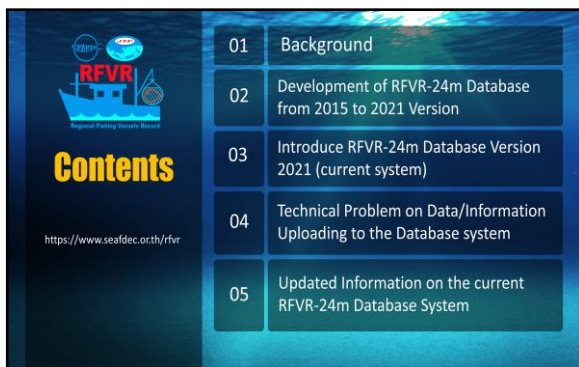 JTF
RFVR
Regional Fishing Vessels Record
Contents
https://www.seafdec.or.th/rfvr
01 Background
02 Development of RFVR-24m Database
from 2015 to 2021 Version
03 Introduce RFVR-24m Database Version
2021 (current system)
04 Technical Problem on Data/Information
Uploading to the Database system
05 Updated Information on the current
RFVR-24m Database System